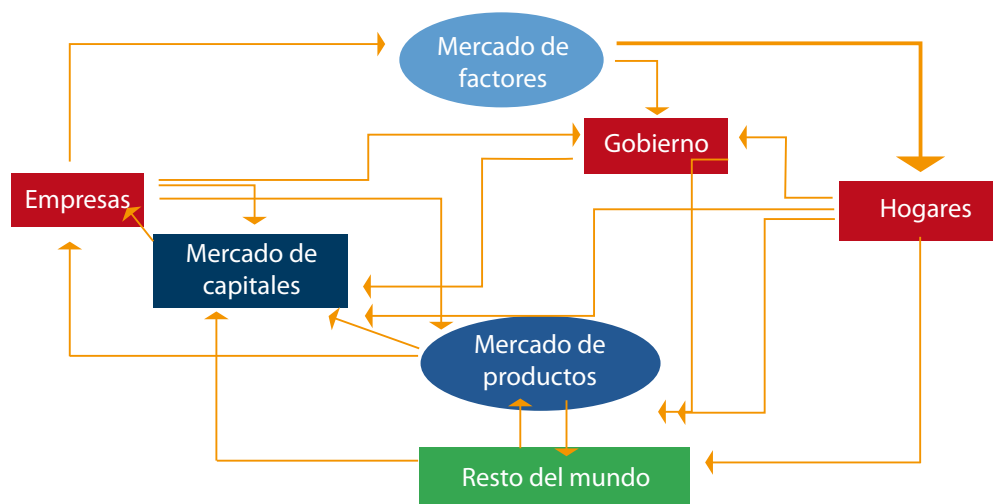 Mercado de
factores
Gobierno
Empresas
Hogares
Mercado de
capitales
Mercado de
productos
Resto del mundo